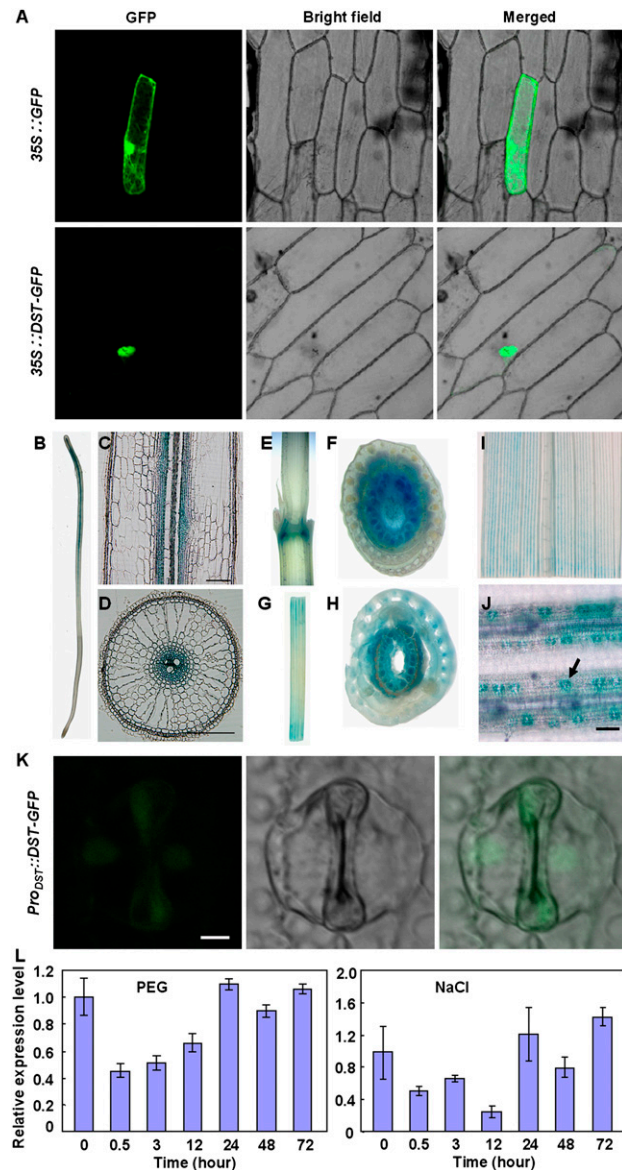 A
GFP
Bright field
Merged
35S::GFP
35S::DST-GFP
B
C
D
E
F
G
H
I
J
K
ProDST::DST-GFP
L
Relative expression level
PEG
1.2
1.0
0.8
0.6
0.4
0.2
0.0
0 0.5 3 12 24 48 72
Time (hour)
NaCl
2.0
1.6
1.2
0.8
0.4
0
0 0.5 3 12 24 48 72
Time (hour)